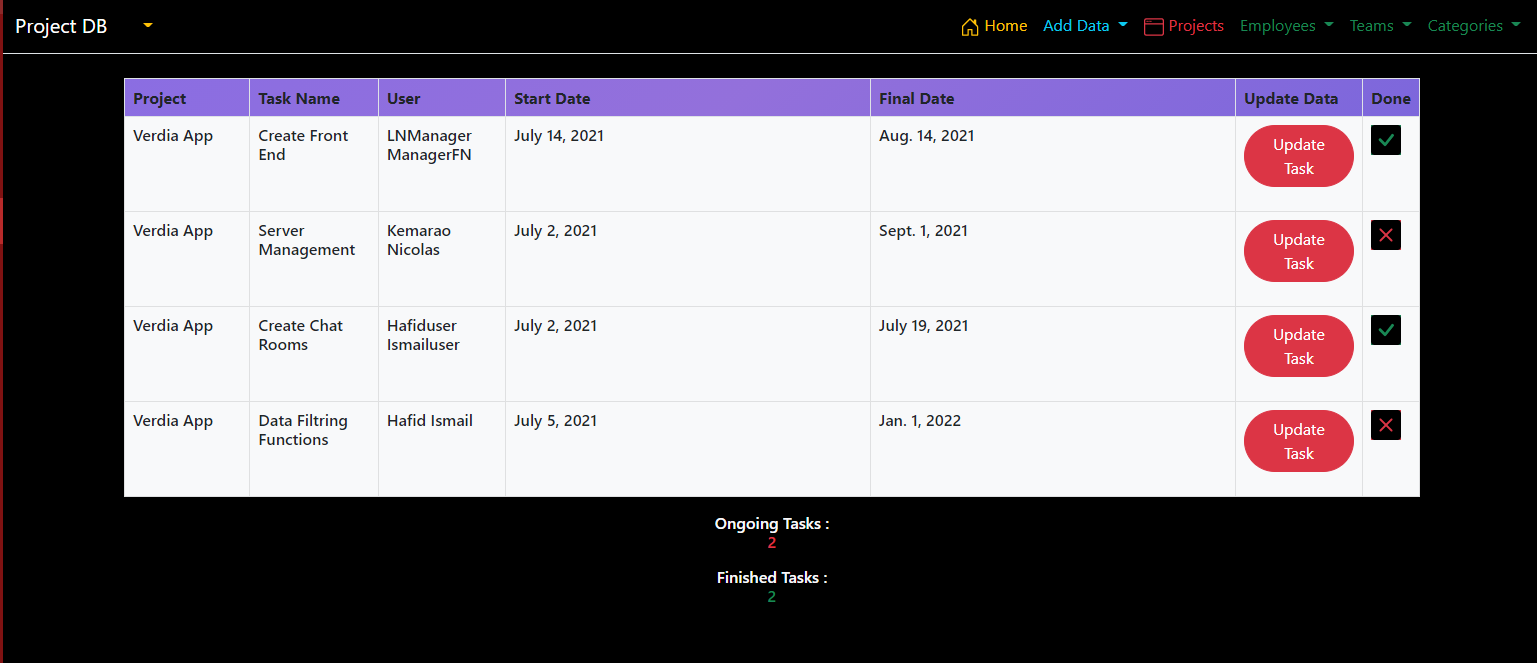 Project DB Home Add Data Projects Employees Teams Categories
Project Task Name User Start Date Final Date Update Data Done
Verdia App Create Front LNManager July 14, 2021 Aug. 14, 2021 Update
End ManagerFN Task
Verdia App Server Kemarao July 2, 2021 Sept. 1, 2021 Update
Management Nicolas Task
Verdia App Create Chat Hafiduser July 2, 2021 July 19, 2021 Update
Rooms Ismailuser Task
Verdia App Data Filtring Hafid Ismail July 5, 2021 Jan. 1, 2022 Update
Functions Task
Ongoing Tasks :
2
Finished Tasks :
2